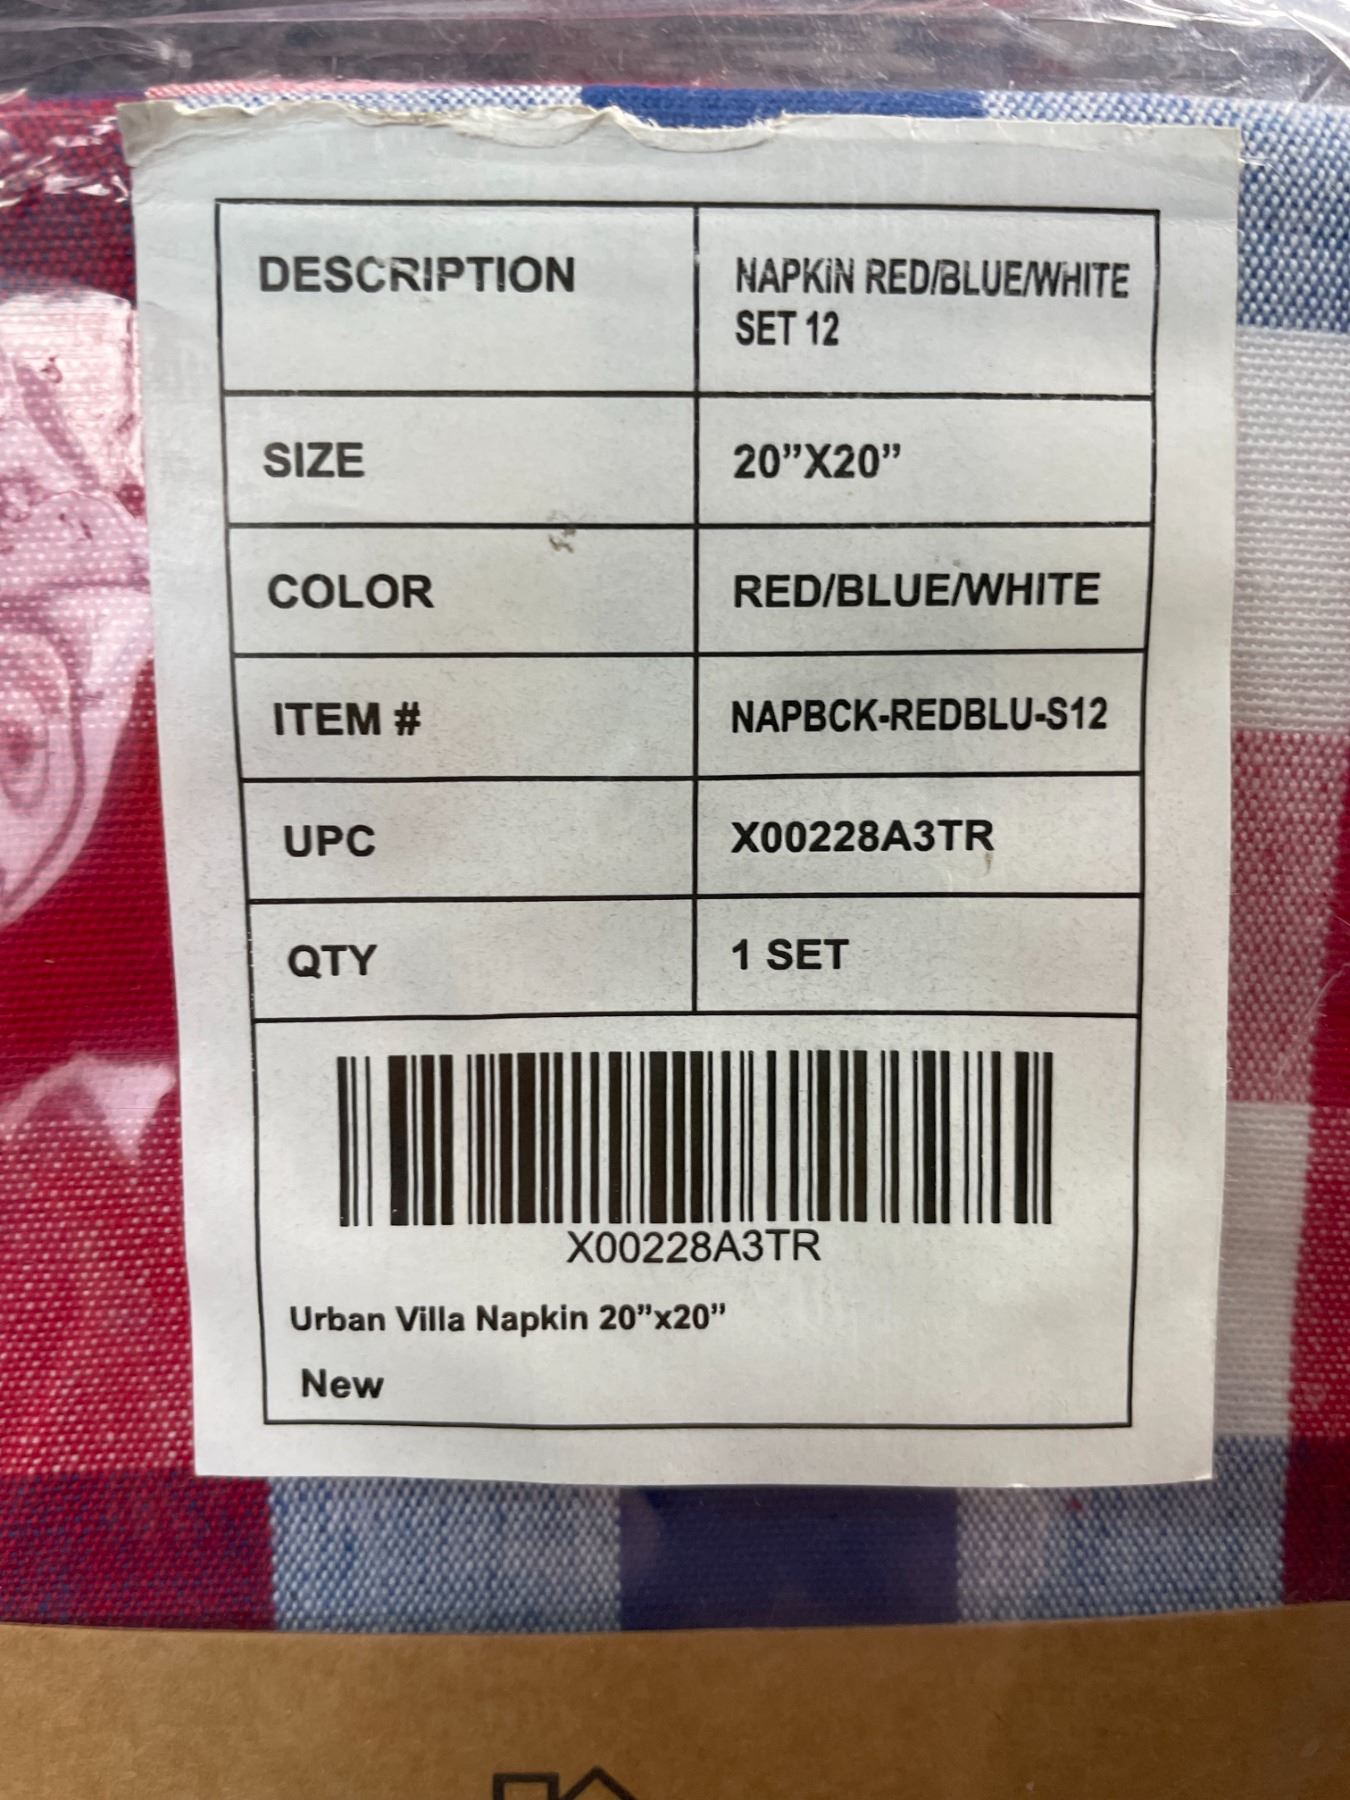 DESCRIPTION NAPKIN RED/BLUE/WHITE
SET 12
SIZE 20”X20”
COLOR RED/BLUE/WHITE
ITEM # NAPBCK-REDBLU-S12
UPC X00228A3TR
QTY 1 SET
X00228A3TR
Urban Villa Napkin 20”x20”
New